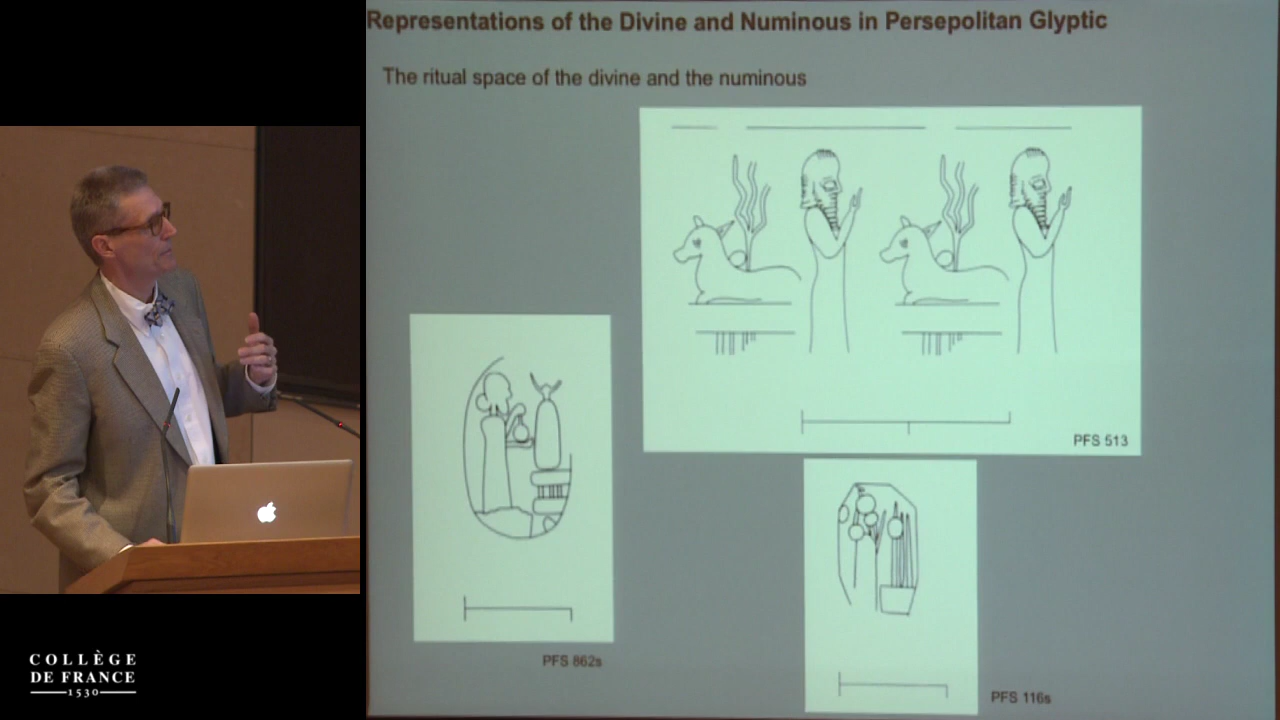 Representations of the Divine and Numinous in Persepolitan Glyptic
The ritual space of the divine and the numinous
PFS 513
PFS 862s
PFS 116s
COLLÈGE
DE FRANCE
1530